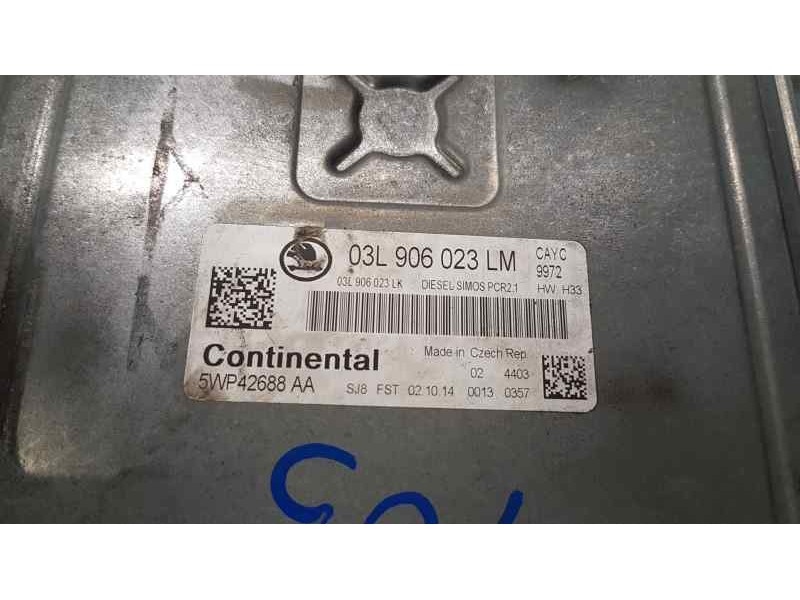 03L 906 023 LM CAYC
9972
03L 906 023 LK DIESEL SIMOS PCR2.1 HW H33
Continental Made in Czech Rep.
02 4403
5WP42688 AA SJ8 FST 02.10.14 0013 0357